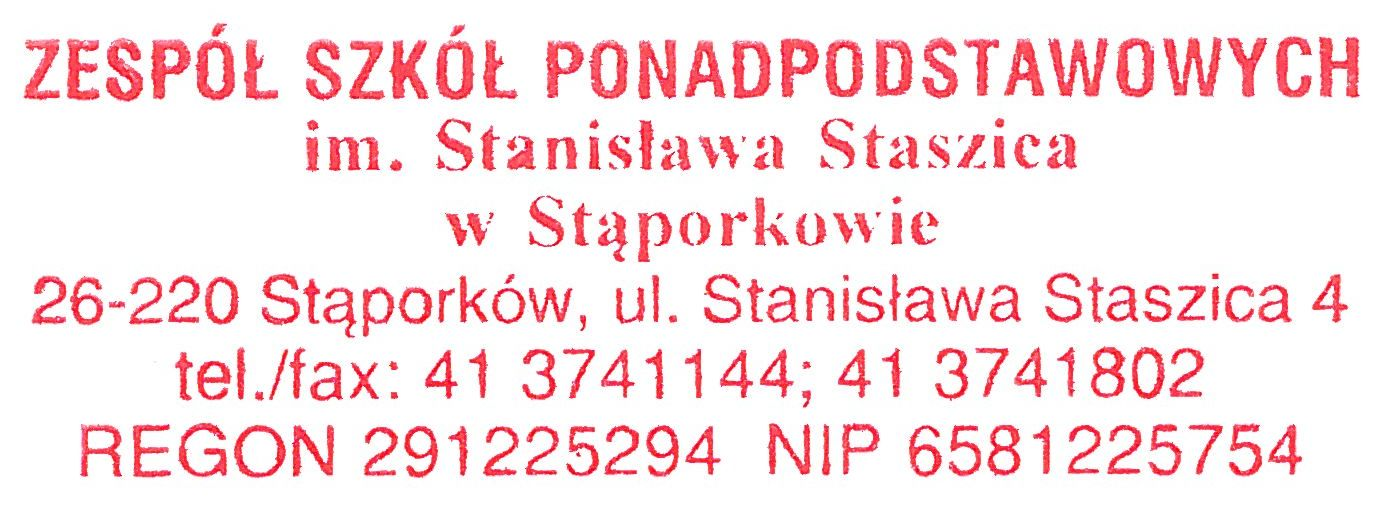 ZESPÓŁ SZKÓŁ PONADPODSTAWOWYCH
im. Stanisława Staszica
w Stąporkowie
26-220 Stąporków, ul. Stanisława Staszica 4
tel./fax: 41 3741144; 41 3741802
REGON 291225294 NIP 6581225754